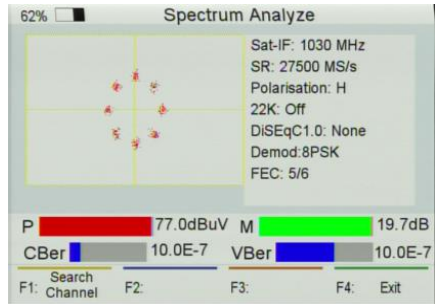 62% Spectrum Analyze
Sat-IF: 1030 MHz
SR: 27500 MS/s
Polarisation: H
22K: Off
DiSEqC1.0: None
Demod:8PSK
FEC: 5/6
P 77.0dBuV M 19.7dB
CBer 10.0E-7 VBer 10.0E-7
F1: Search Channel F2: F3: F4: Exit